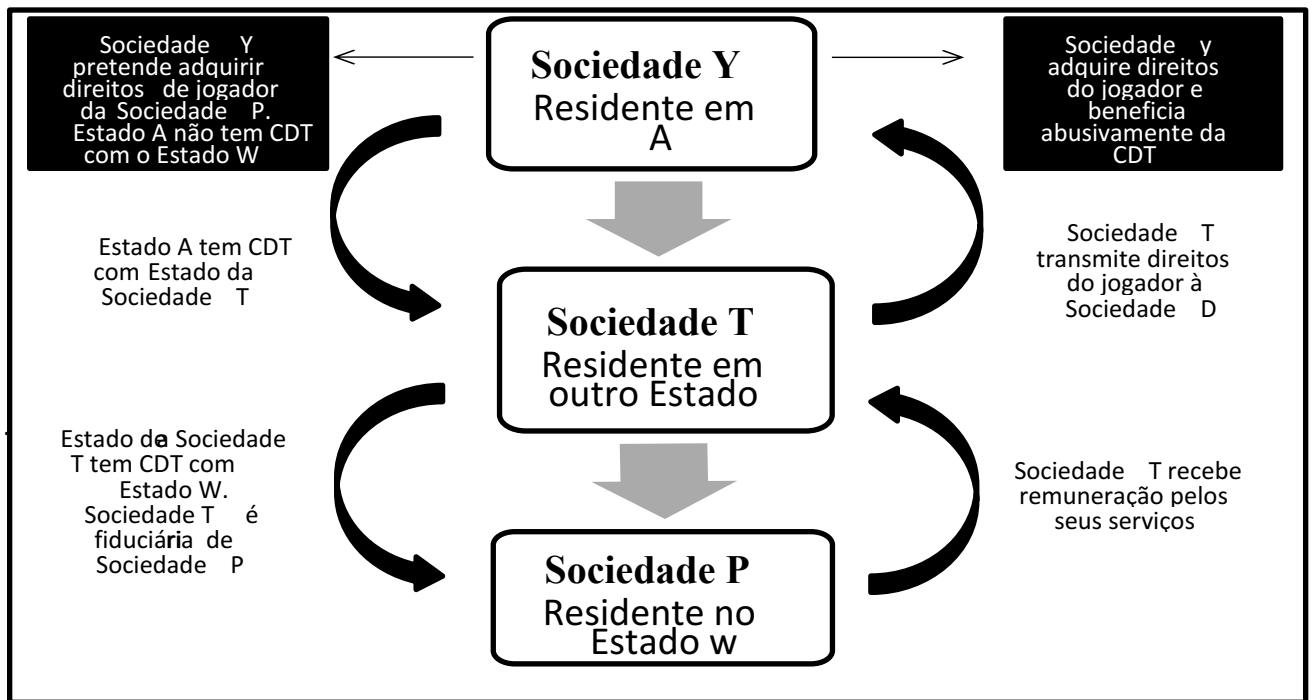 Sociedade Y
pretende adquirir
direitos de jogador
da Sociedade P.
Estado A não tem CDT
com o Estado W
Sociedade Y
Residente em
A
Sociedade y
adquire direitos
do jogador e
beneficia
abusivamente da
CDT
Estado A tem CDT
com Estado da
Sociedade T
Sociedade T
transmite direitos
do jogador à
Sociedade D
Sociedade T
Residente em
outro Estado
Estado da Sociedade
T tem CDT com
Estado W.
Sociedade T é
fiduciária de
Sociedade P
Sociedade T recebe
remuneração pelos
seus serviços
Sociedade P
Residente no
Estado w